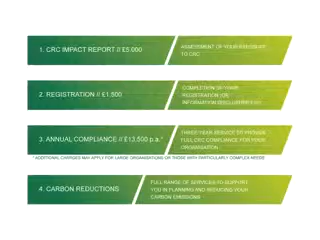 1. CRC IMPACT REPORT // £5,000
ASSESSMENT OF YOUR
TO CRC
2. REGISTRATION // £1,500
COMPLETION OF YOUR
REGISTRATION OR
INFORMATION DISCLOSURE
3. ANNUAL COMPLIANCE // £13,500 p.a.*
THREE YEAR SERVICE TO PROVIDE
FULL CRC COMPLIANCE FOR YOUR
ORGANISATION
* ADDITIONAL CHARGES MAY APPLY FOR LARGE ORGANISATIONS OR THOSE WITH PARTICULARLY COMPLEX NEEDS
4. CARBON REDUCTIONS
FULL RANGE OF SERVICES TO SUPPORT
YOU IN PLANNING AND REDUCING YOUR
CARBON EMISSIONS